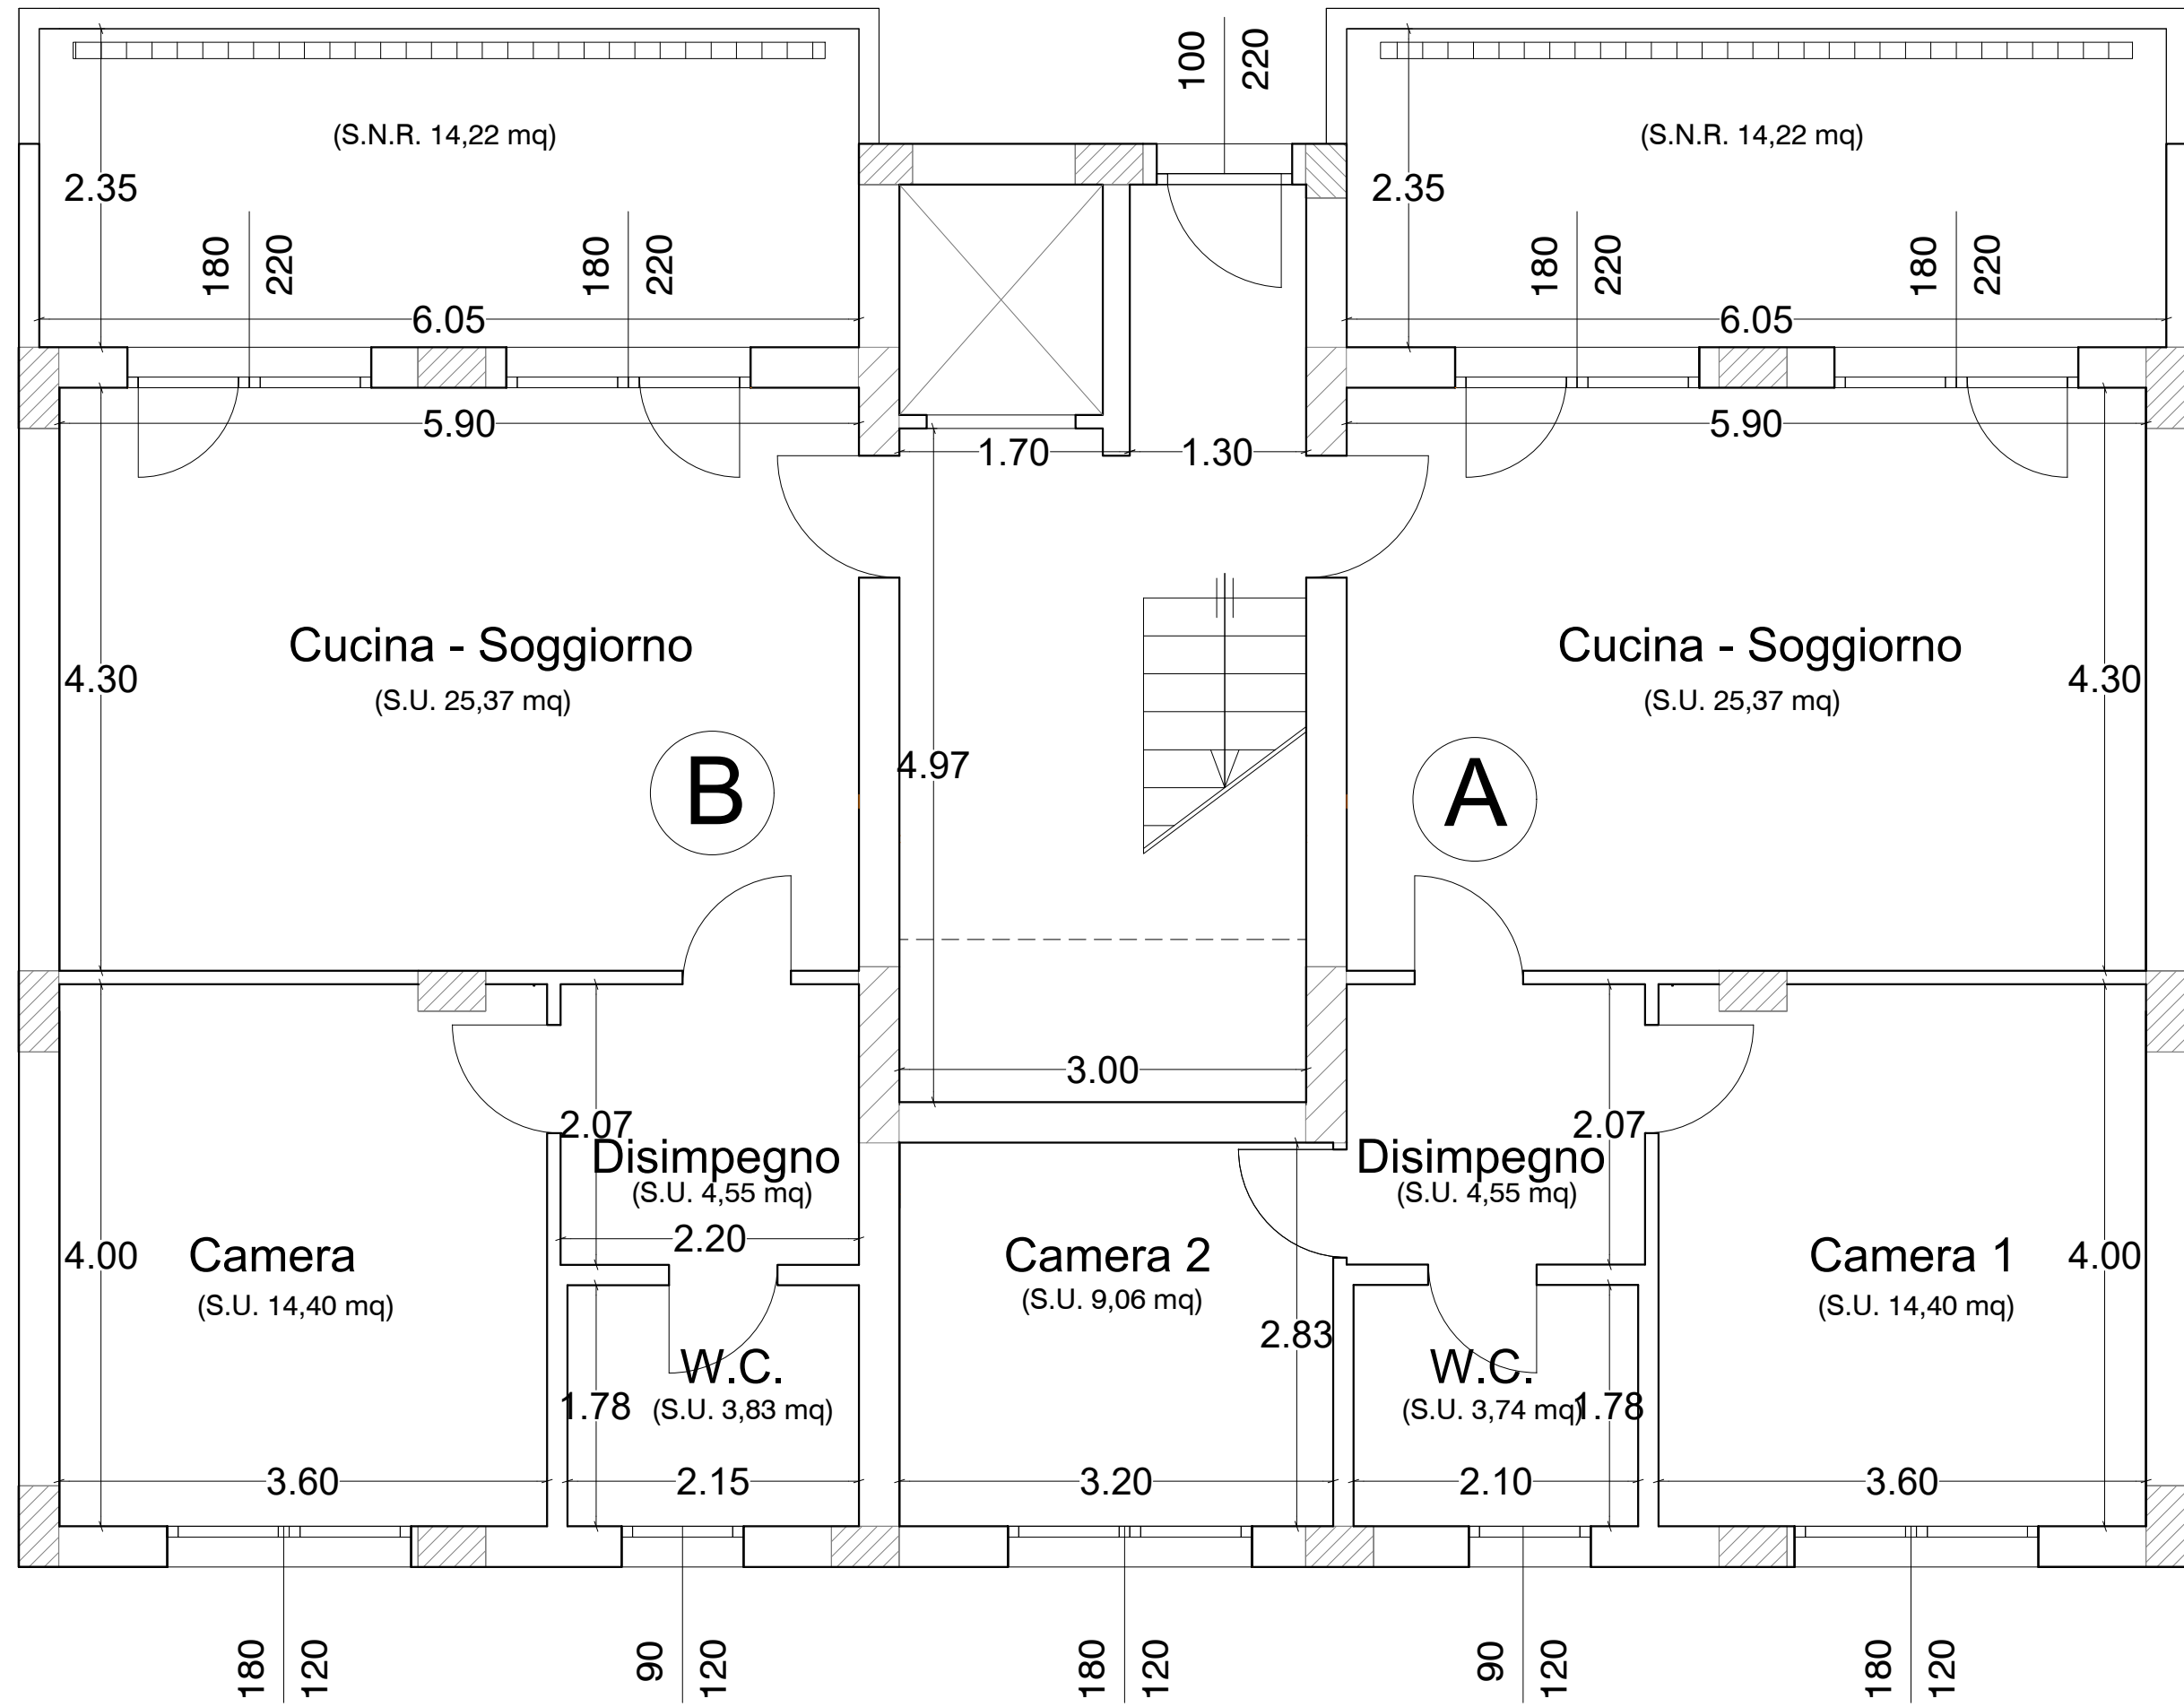 100
220
(S.N.R. 14,22 mq)
(S.N.R. 14,22 mq)
2.35
2.35
180
220
180
220
180
220
180
220
6.05
6.05
5.90
5.90
1.70
1.30
Cucina - Soggiorno
(S.U. 25,37 mq)
Cucina - Soggiorno
(S.U. 25,37 mq)
4.30
4.30
B
4.97
A
3.00
2.07
2.07
Disimpegno
(S.U. 4,55 mq)
Disimpegno
(S.U. 4,55 mq)
2.20
4.00
Camera
(S.U. 14,40 mq)
Camera 2
(S.U. 9,06 mq)
Camera 1
(S.U. 14,40 mq)
4.00
2.83
W.C.
(S.U. 3,83 mq)
1.78
W.C.
(S.U. 3,74 mq)
1.78
3.60
2.15
3.20
2.10
3.60
180
120
90
120
180
120
90
120
180
120